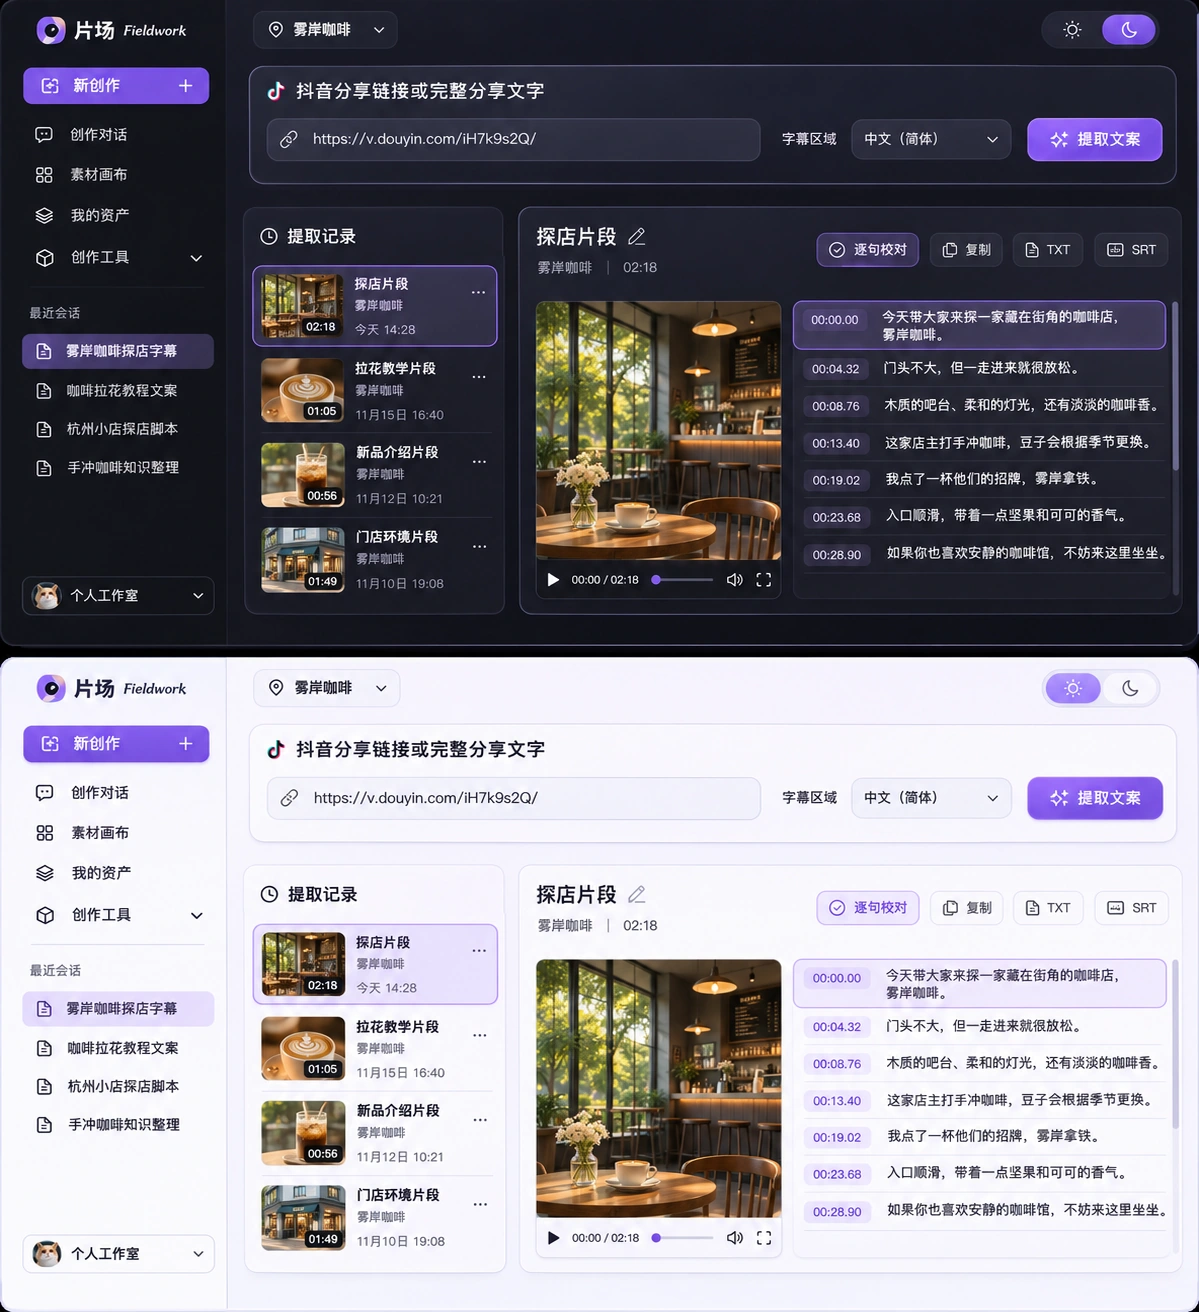 片场 Fieldwork
新创作
创作对话
素材画布
我的资产
创作工具
最近会话
雾岸咖啡探店字幕
咖啡拉花教程文案
杭州小店探店脚本
手冲咖啡知识整理
个人工作室
雾岸咖啡
抖音分享链接或完整分享文字
https://v.douyin.com/iH7k9s2Q/
字幕区域
中文（简体）
提取文案
提取记录
探店片段
雾岸咖啡
今天 14:28
02:18
拉花教学片段
雾岸咖啡
11月15日 16:40
01:05
新品介绍片段
雾岸咖啡
11月12日 10:21
00:56
门店环境片段
雾岸咖啡
11月10日 19:08
01:49
探店片段
雾岸咖啡 | 02:18
逐句校对
复制
TXT
SRT
00:00 / 02:18
00:00.00 今天带大家来探一家藏在街角的咖啡店，
雾岸咖啡。
00:04.32 门头不大，但一走进来就很放松。
00:08.76 木质的吧台、柔和的灯光，还有淡淡的咖啡香。
00:13.40 这家店主打手冲咖啡，豆子会根据季节更换。
00:19.02 我点了一杯他们的招牌，雾岸拿铁。
00:23.68 入口顺滑，带着一点坚果和可可的香气。
00:28.90 如果你也喜欢安静的咖啡馆，不妨来这里坐坐。
片场 Fieldwork
新创作
创作对话
素材画布
我的资产
创作工具
最近会话
雾岸咖啡探店字幕
咖啡拉花教程文案
杭州小店探店脚本
手冲咖啡知识整理
个人工作室
雾岸咖啡
抖音分享链接或完整分享文字
https://v.douyin.com/iH7k9s2Q/
字幕区域
中文（简体）
提取文案
提取记录
探店片段
雾岸咖啡
今天 14:28
02:18
拉花教学片段
雾岸咖啡
11月15日 16:40
01:05
新品介绍片段
雾岸咖啡
11月12日 10:21
00:56
门店环境片段
雾岸咖啡
11月10日 19:08
01:49
探店片段
雾岸咖啡 | 02:18
逐句校对
复制
TXT
SRT
00:00 / 02:18
00:00.00 今天带大家来探一家藏在街角的咖啡店，
雾岸咖啡。
00:04.32 门头不大，但一走进来就很放松。
00:08.76 木质的吧台、柔和的灯光，还有淡淡的咖啡香。
00:13.40 这家店主打手冲咖啡，豆子会根据季节更换。
00:19.02 我点了一杯他们的招牌，雾岸拿铁。
00:23.68 入口顺滑，带着一点坚果和可可的香气。
00:28.90 如果你也喜欢安静的咖啡馆，不妨来这里坐坐。